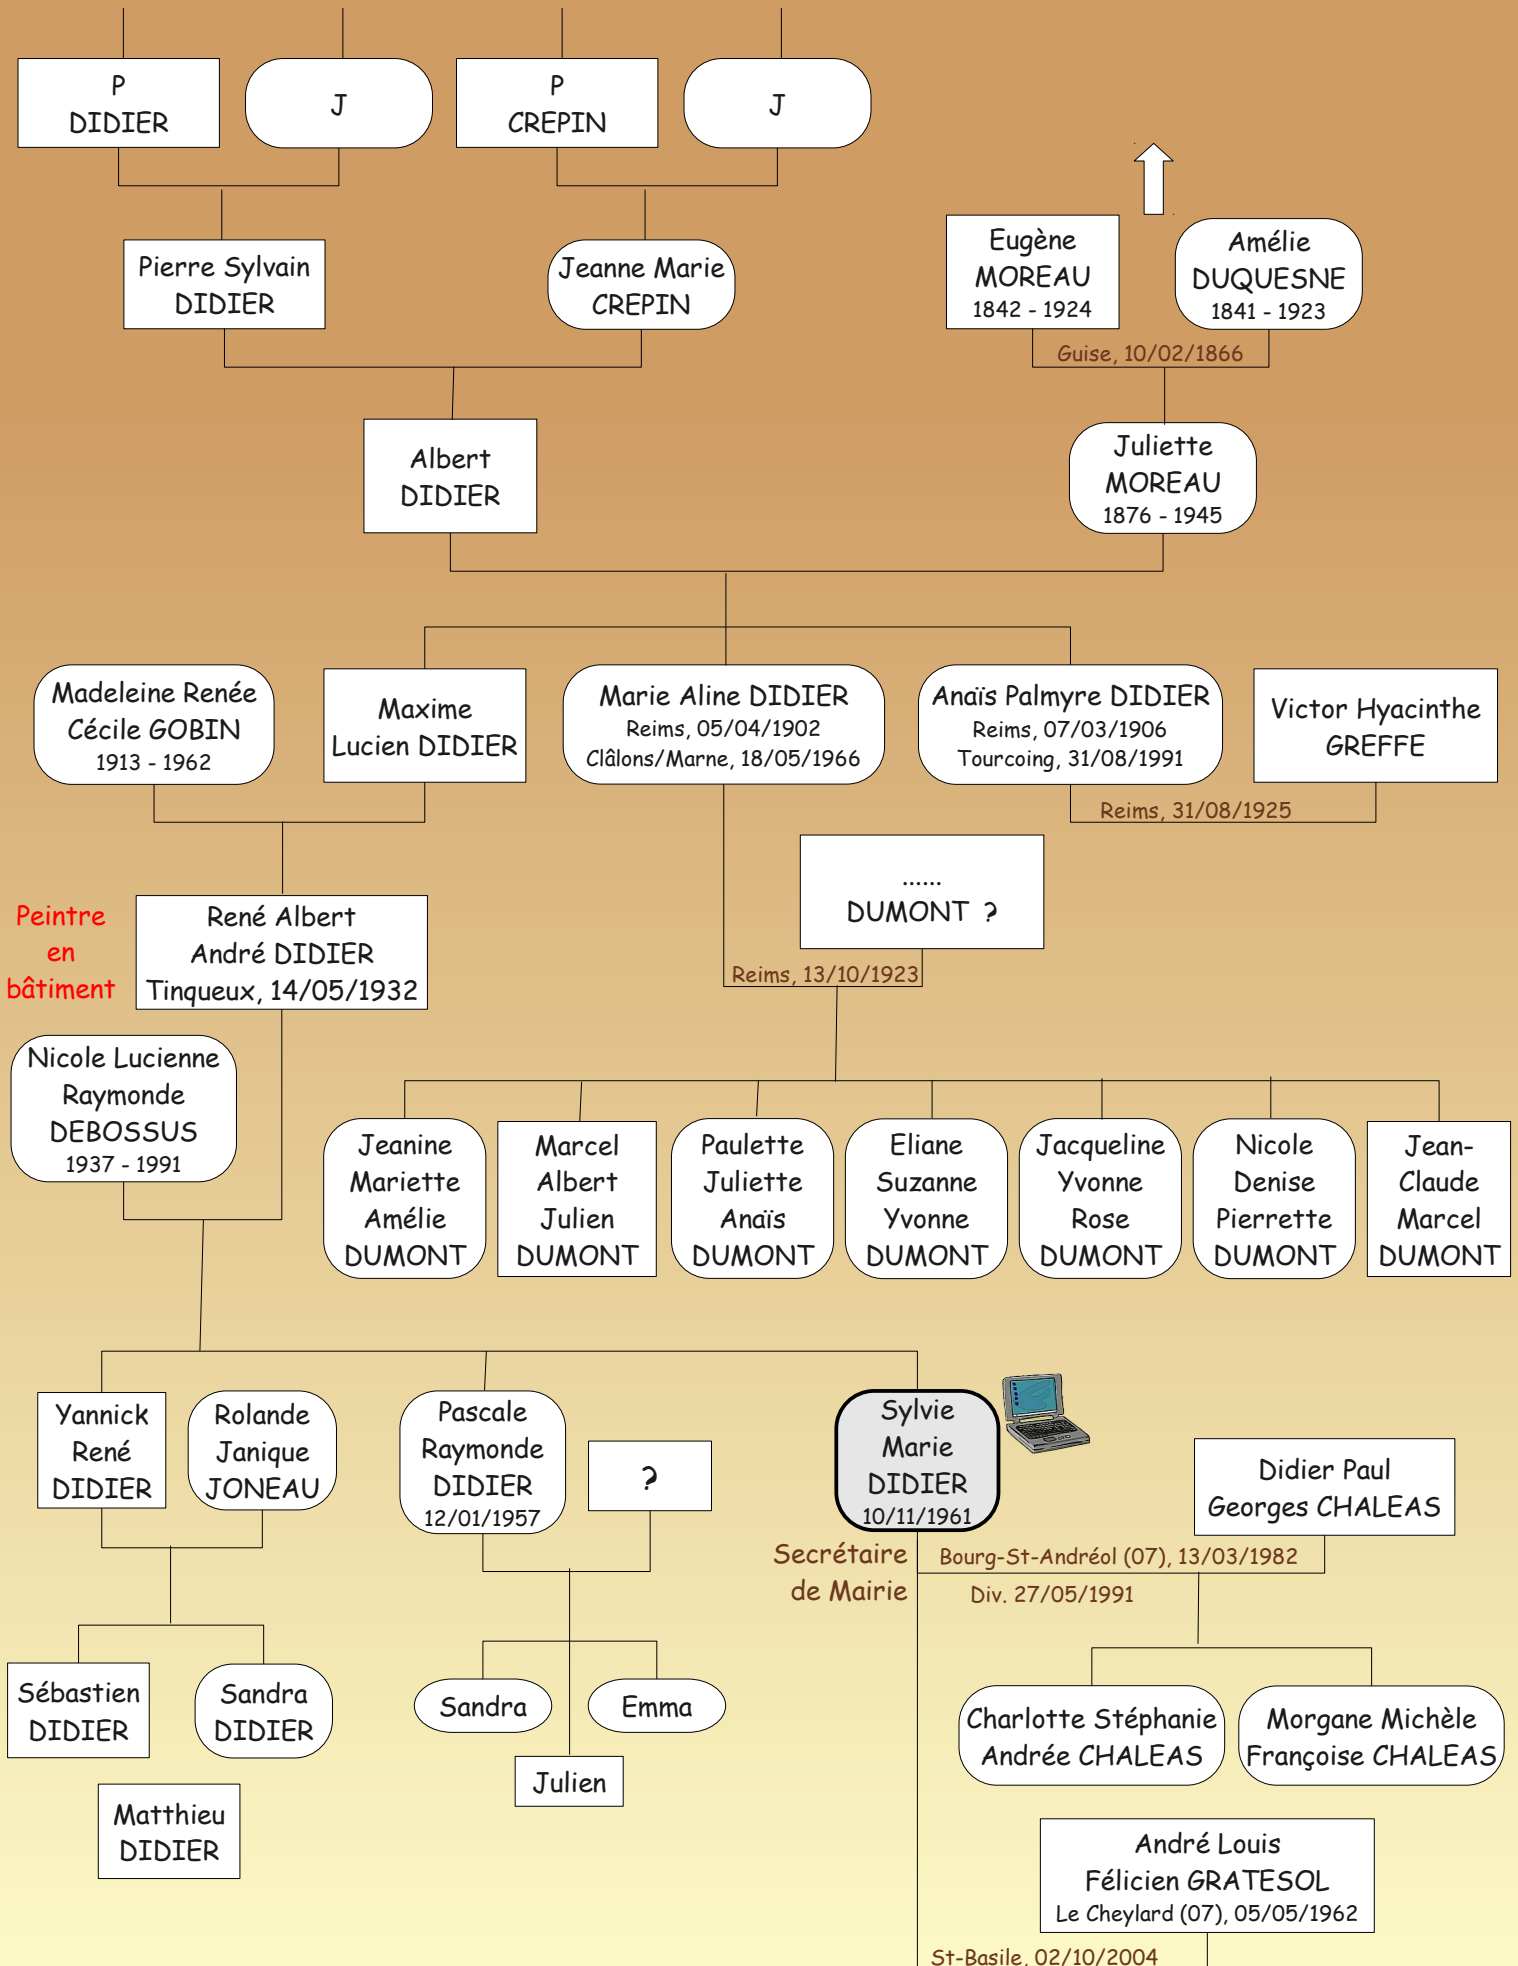 P
DIDIER
J
P
CREPIN
J
Pierre Sylvain
DIDIER
Jeanne Marie
CREPIN
Eugène
MOREAU
1842 - 1924
Amélie
DUQUESNE
1841 - 1923
Guise, 10/02/1866
Albert
DIDIER
Juliette
MOREAU
1876 - 1945
Madeleine Renée
Cécile GOBIN
1913 - 1962
Maxime
Lucien DIDIER
Marie Aline DIDIER
Reims, 05/04/1902
Clâlons/Marne, 18/05/1966
Anaïs Palmyre DIDIER
Reims, 07/03/1906
Tourcoing, 31/08/1991
Victor Hyacinthe
GREFFE
Reims, 31/08/1925
......
DUMONT ?
Reims, 13/10/1923
Peintre
en
bâtiment
René Albert
André DIDIER
Tinqueux, 14/05/1932
Nicole Lucienne
Raymonde
DEBOSSUS
1937 - 1991
Jeanine
Mariette
Amélie
DUMONT
Marcel
Albert
Julien
DUMONT
Paulette
Juliette
Anaïs
DUMONT
Eliane
Suzanne
Yvonne
DUMONT
Jacqueline
Yvonne
Rose
DUMONT
Nicole
Denise
Pierrette
DUMONT
Jean-
Claude
Marcel
DUMONT
Yannick
René
DIDIER
Rolande
Janique
JONEAU
Pascale
Raymonde
DIDIER
12/01/1957
?
Sylvie
Marie
DIDIER
10/11/1961
Didier Paul
Georges CHALEAS
Secrétaire
de Mairie
Bourg-St-Andréol (07), 13/03/1982
Div. 27/05/1991
Sébastien
DIDIER
Sandra
DIDIER
Matthieu
DIDIER
Sandra
Emma
Julien
Charlotte Stéphanie
Andrée CHALEAS
Morgane Michèle
Françoise CHALEAS
André Louis
Félicien GRATESOL
Le Cheylard (07), 05/05/1962
St-Basile, 02/10/2004